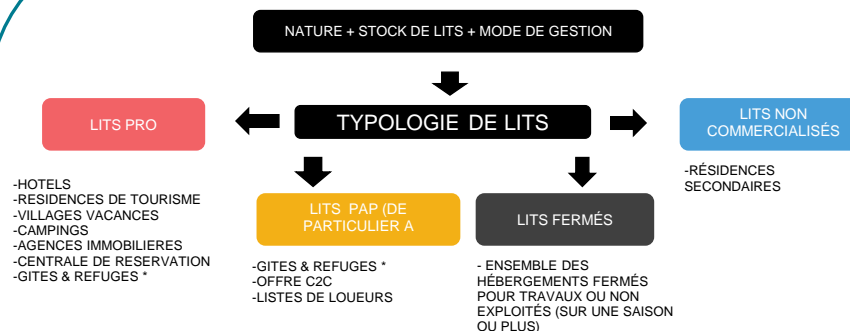 NATURE + STOCK DE LITS + MODE DE GESTION
TYPOLOGIE DE LITS
LITS PRO
-HOTELS
-RESIDENCES DE TOURISME
-VILLAGES VACANCES
-CAMPINGS
-AGENCES IMMOBILIERES
-CENTRALE DE RESERVATION
-GITES & REFUGES *
LITS PAP (DE
PARTICULIER A
-GITES & REFUGES *
-OFFRE C2C
-LISTES DE LOUEURS
LITS FERMÉS
- ENSEMBLE DES
HÉBERGEMENTS FERMÉS
POUR TRAVAUX OU NON
EXPLOITÉS (SUR UNE SAISON
OU PLUS)
LITS NON
COMMERCIALISÉS
-RÉSIDENCES
SECONDAIRES